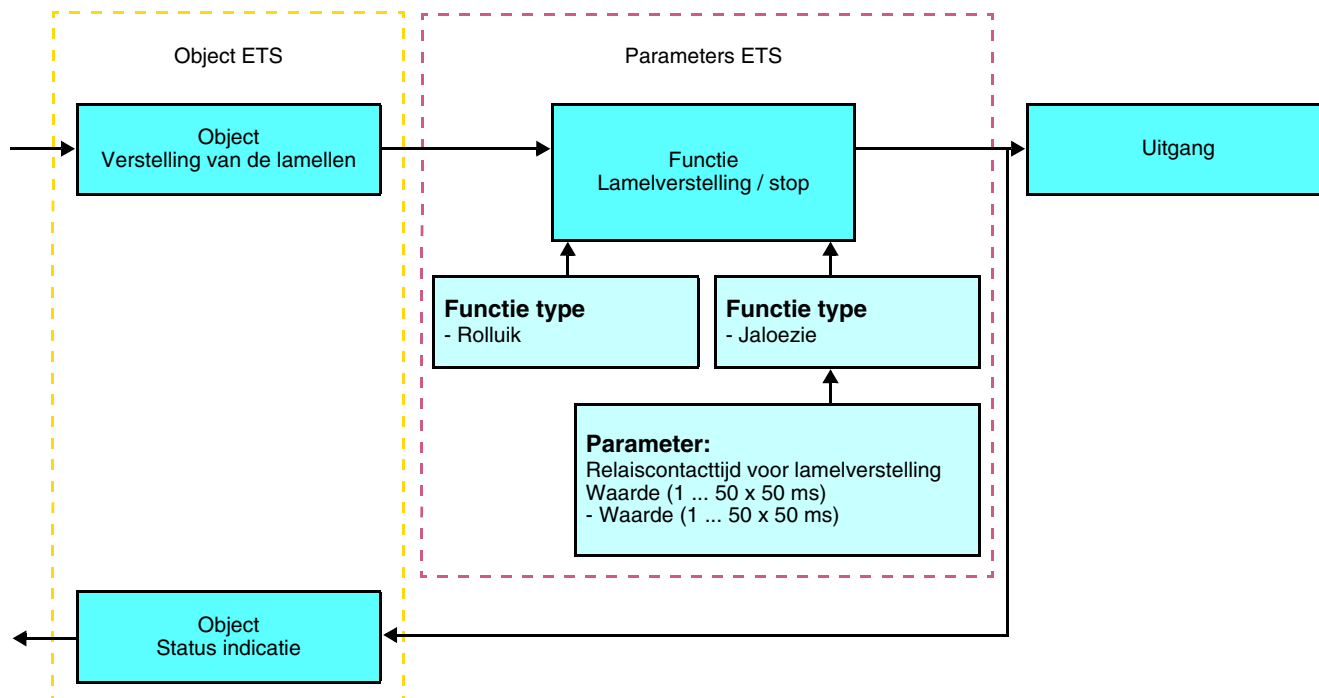 Object ETS
Parameters ETS
Object
Verstelling van de lamellen
Functie
Lamelverstelling / stop
Uitgang
Functie type
- Rolluik
Functie type
- Jaloezie
Parameter:
Relaiscontacttijd voor lamelverstelling
Waarde (1 ... 50 x 50 ms)
- Waarde (1 ... 50 x 50 ms)
Object
Status indicatie